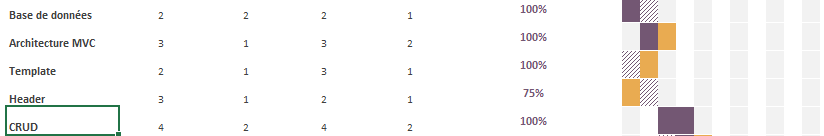 Base de données 2 2 2 1 100%
Architecture MVC 3 1 3 2 100%
Template 2 1 3 1 100%
Header 3 1 2 1 75%
CRUD 4 2 4 2 100%